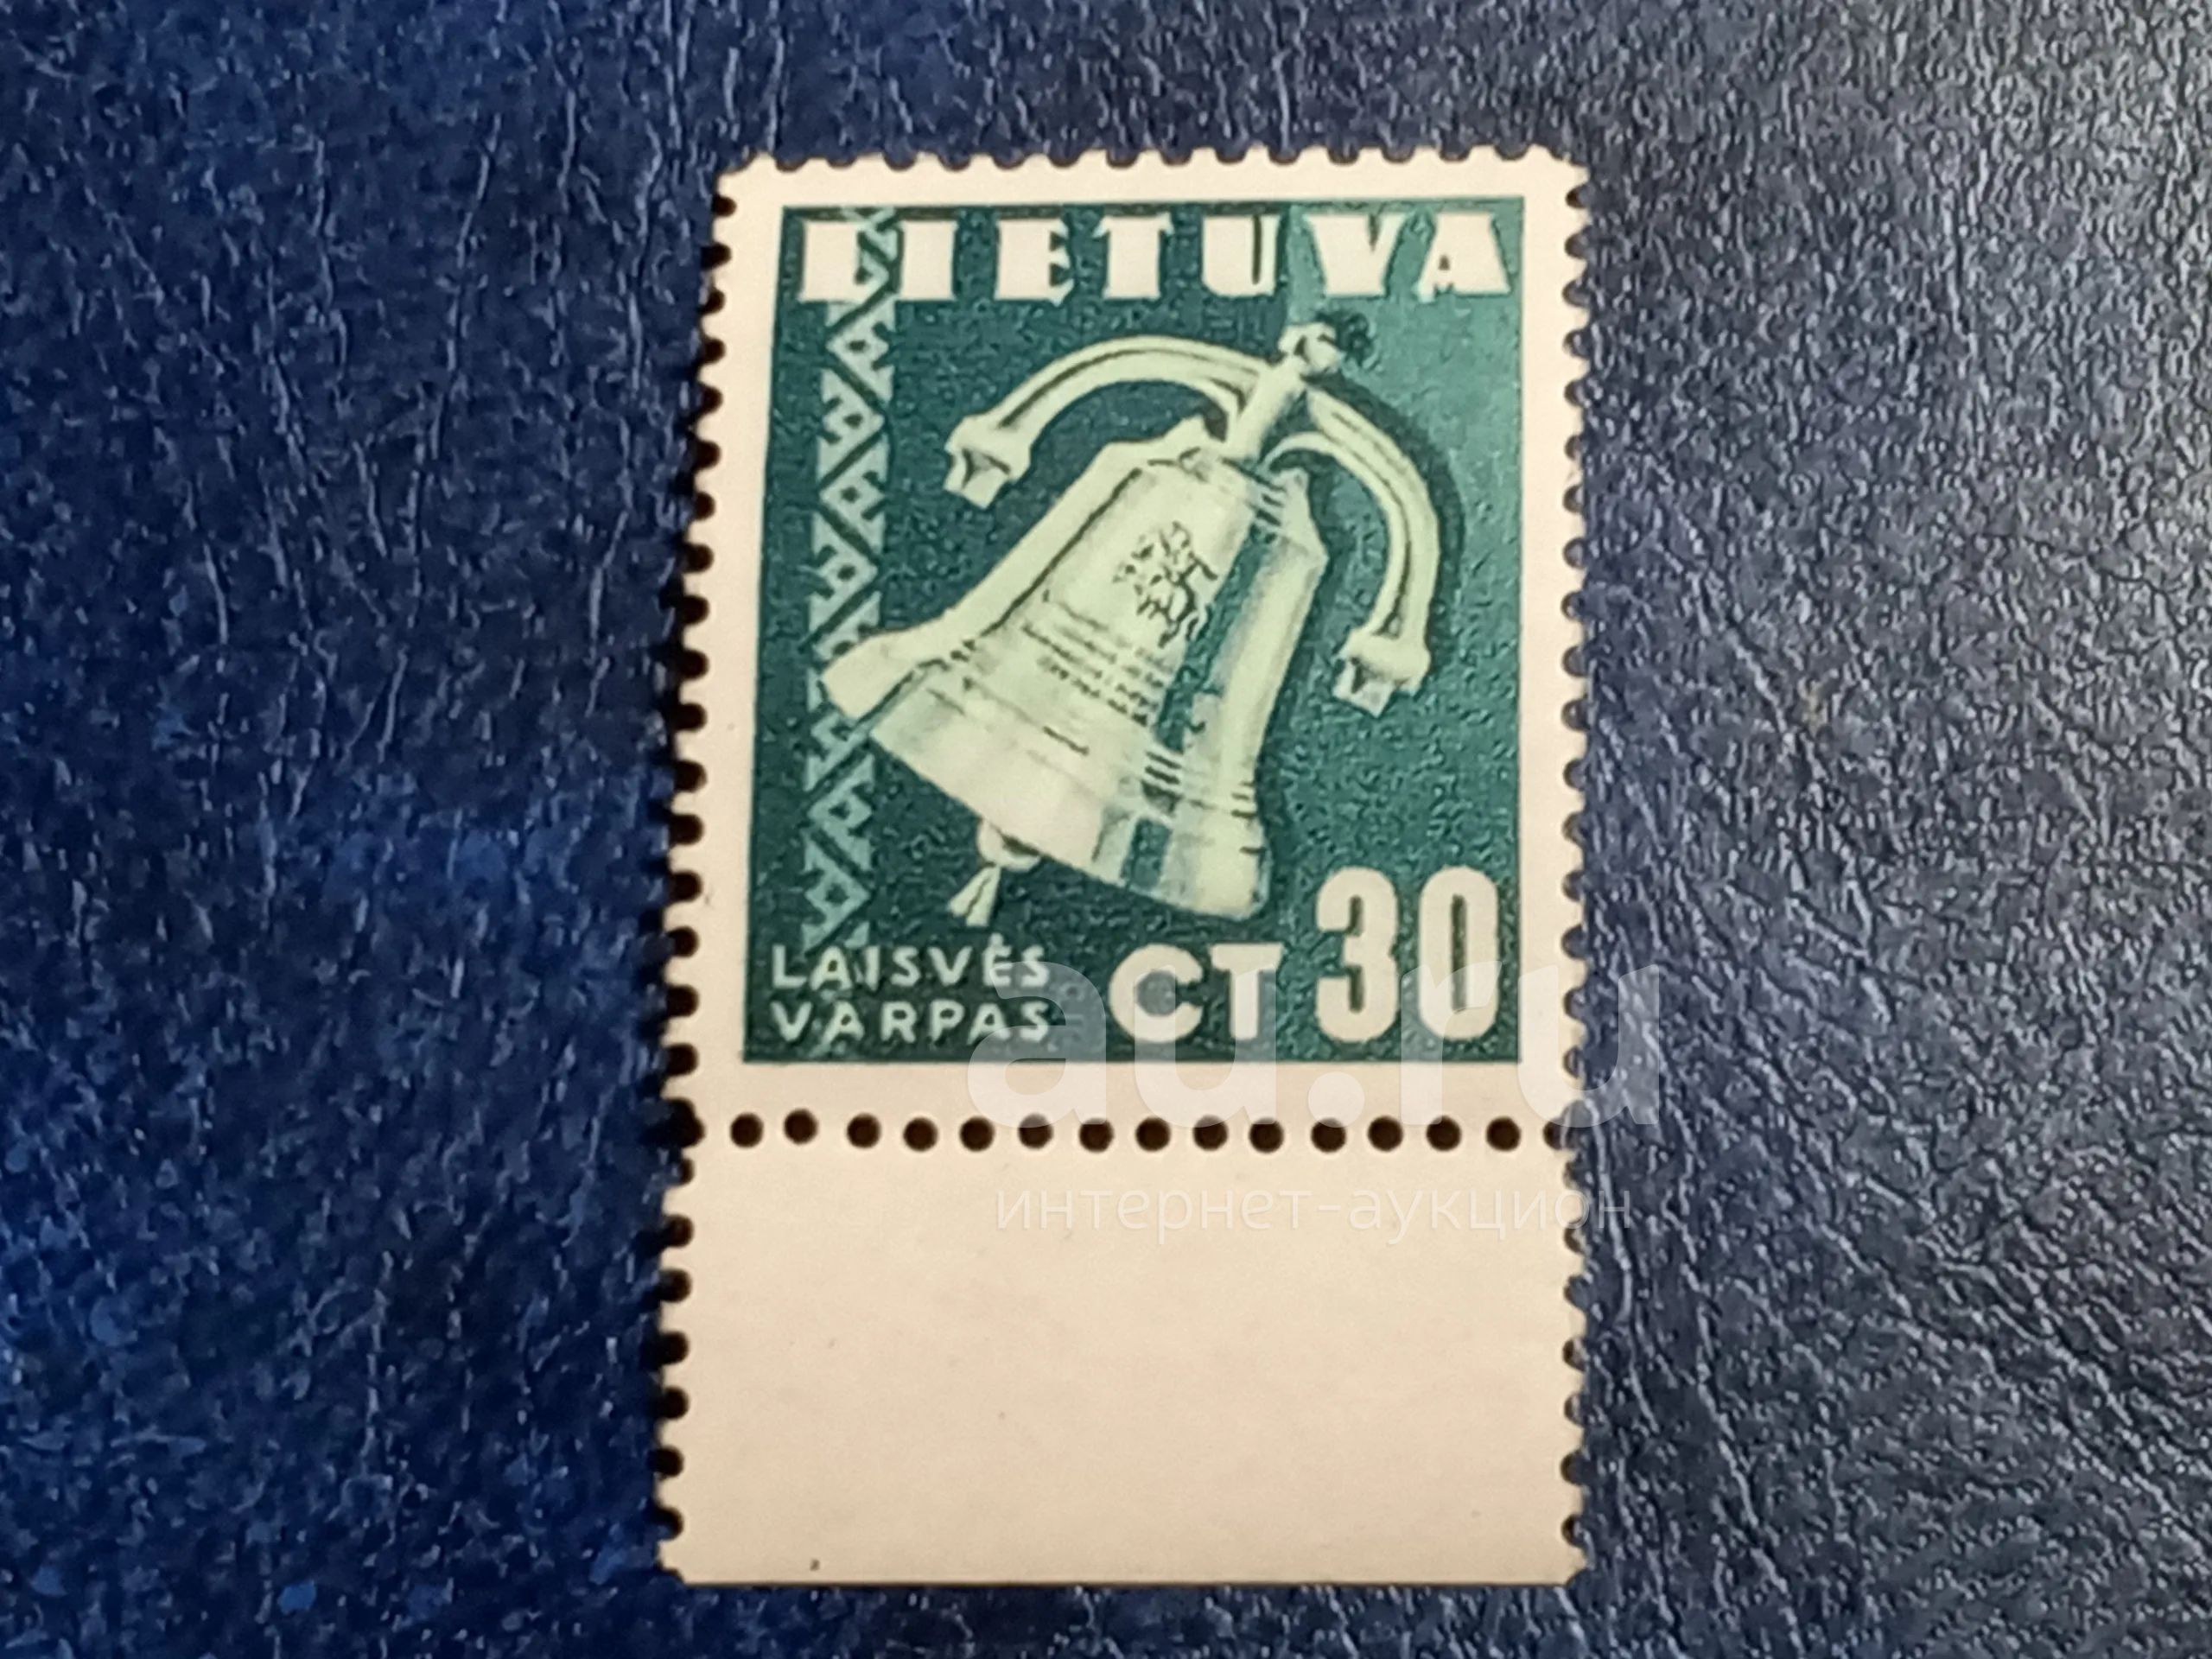 LIETUVA
LAISVĖS
VARPAS
CT 30
au.ru
интернет-аукцион